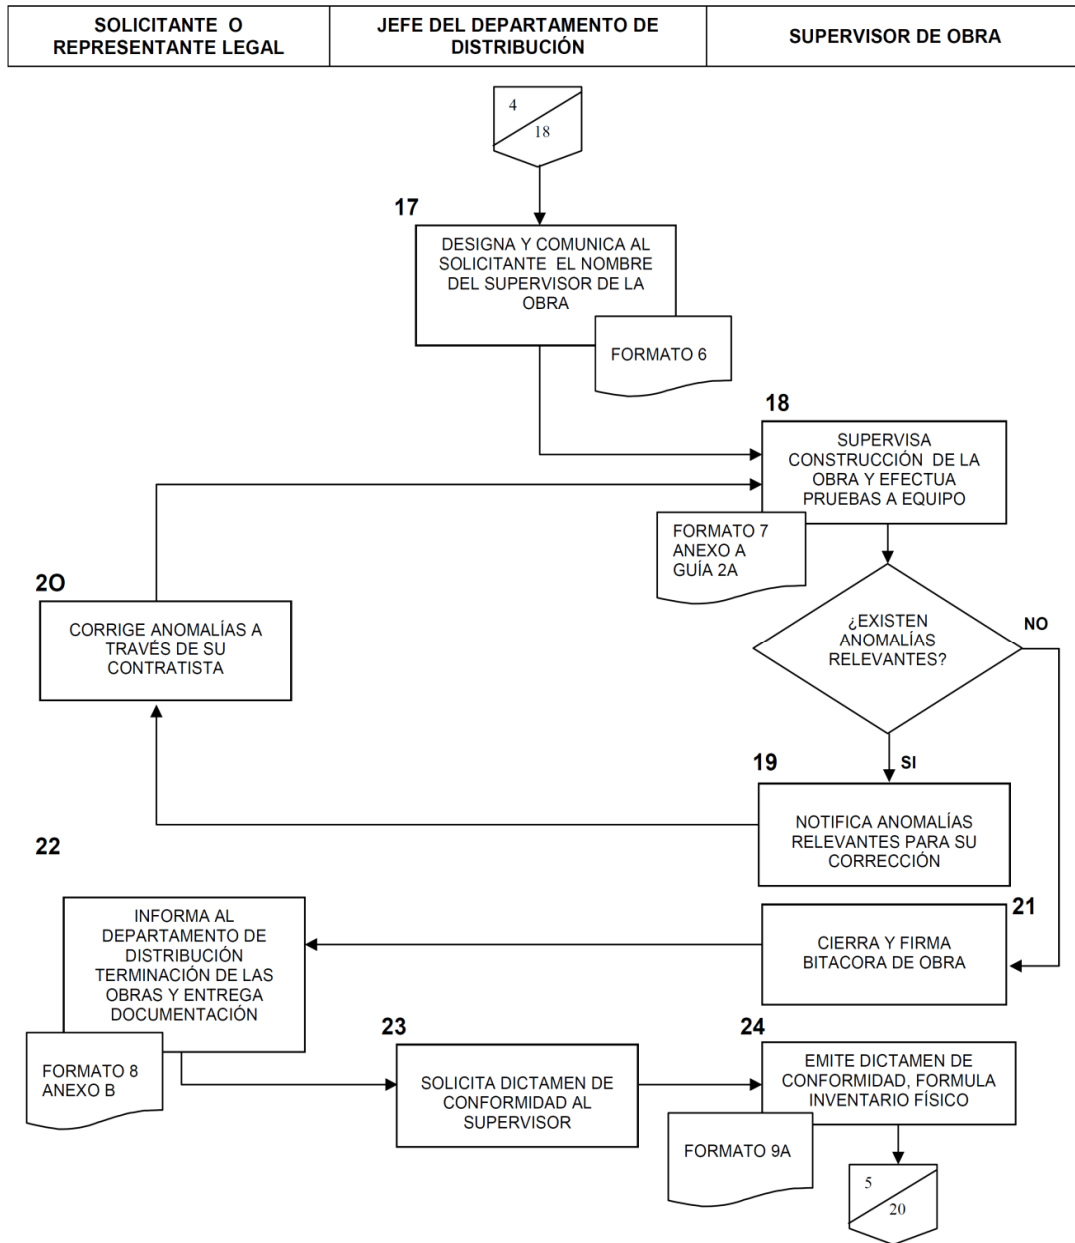 SOLICITANTE O
REPRESENTANTE LEGAL
JEFE DEL DEPARTAMENTO DE
DISTRIBUCIÓN
SUPERVISOR DE OBRA
4
18
17
DESIGNA Y COMUNICA AL
SOLICITANTE EL NOMBRE
DEL SUPERVISOR DE LA
OBRA
FORMATO 6
18
SUPERVISA
CONSTRUCCIÓN DE LA
OBRA Y EFECTUA
PRUEBAS A EQUIPO
FORMATO 7
ANEXO A
GUÍA 2A
¿EXISTEN
ANOMALÍAS
RELEVANTES?
NO
SI
2O
CORRIGE ANOMALÍAS A
TRAVÉS DE SU
CONTRATISTA
19
NOTIFICA ANOMALÍAS
RELEVANTES PARA SU
CORRECCIÓN
21
CIERRA Y FIRMA
BITACORA DE OBRA
22
INFORMA AL
DEPARTAMENTO DE
DISTRIBUCIÓN
TERMINACIÓN DE LAS
OBRAS Y ENTREGA
DOCUMENTACIÓN
FORMATO 8
ANEXO B
23
SOLICITA DICTAMEN DE
CONFORMIDAD AL
SUPERVISOR
24
EMITE DICTAMEN DE
CONFORMIDAD, FORMULA
INVENTARIO FÍSICO
FORMATO 9A
5
20